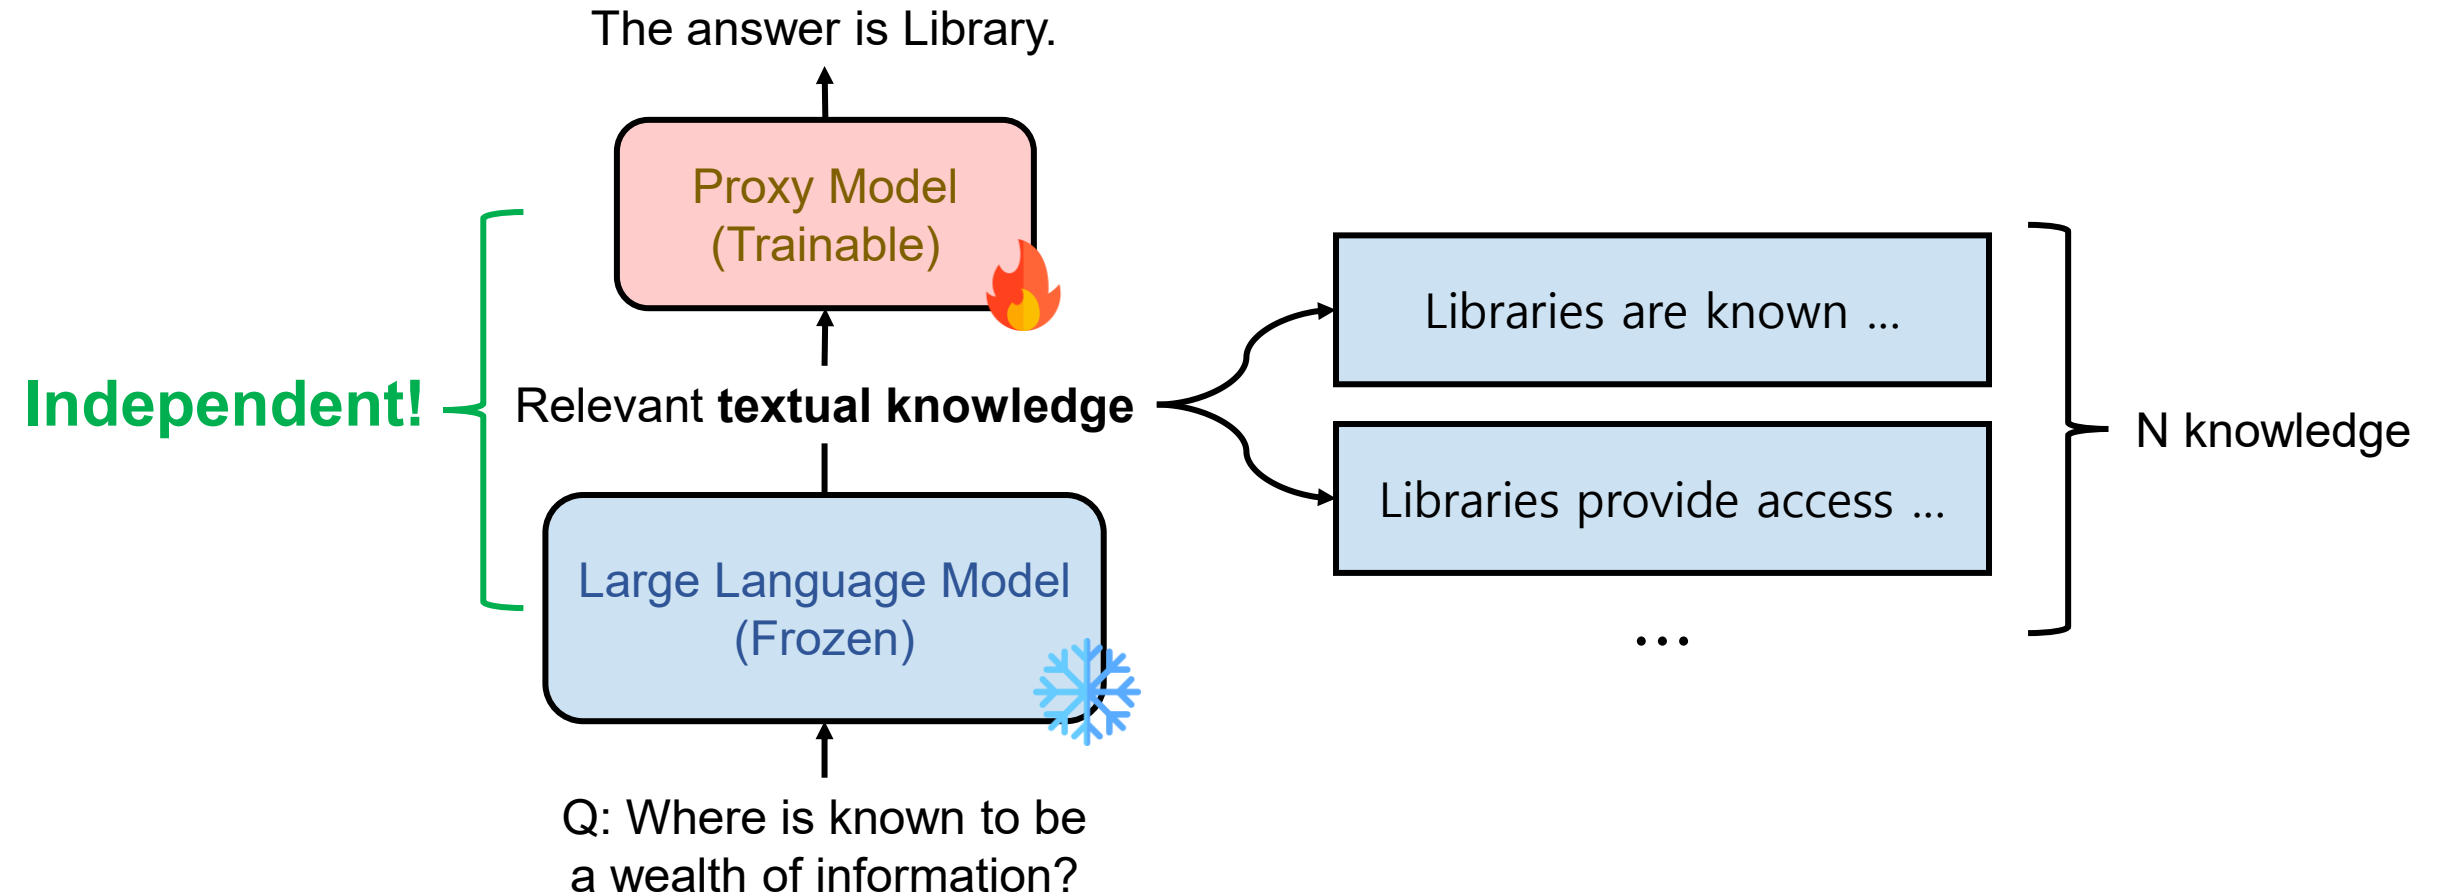 The answer is Library.
Proxy Model
(Trainable)
Independent!
Relevant textual knowledge
Large Language Model
(Frozen)
Q: Where is known to be
a wealth of information?
Libraries are known ...
Libraries provide access ...
...
N knowledge